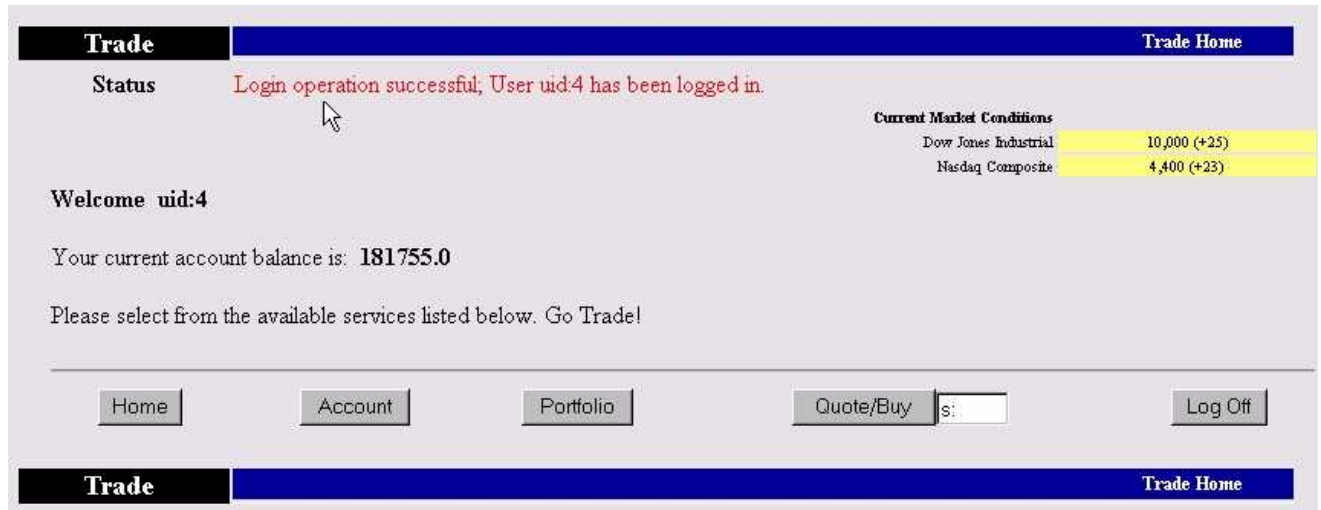 Trade Trade Home
Status Login operation successful; User uid:4 has been logged in.
Current Market Conditions
Dow Jones Industrial 10,000 (+25)
Nasdaq Composite 4,400 (+23)
Welcome uid:4
Your current account balance is: 181755.0
Please select from the available services listed below. Go Trade!
Home Account Portfolio Quote/Buy s: Log Off
Trade Trade Home